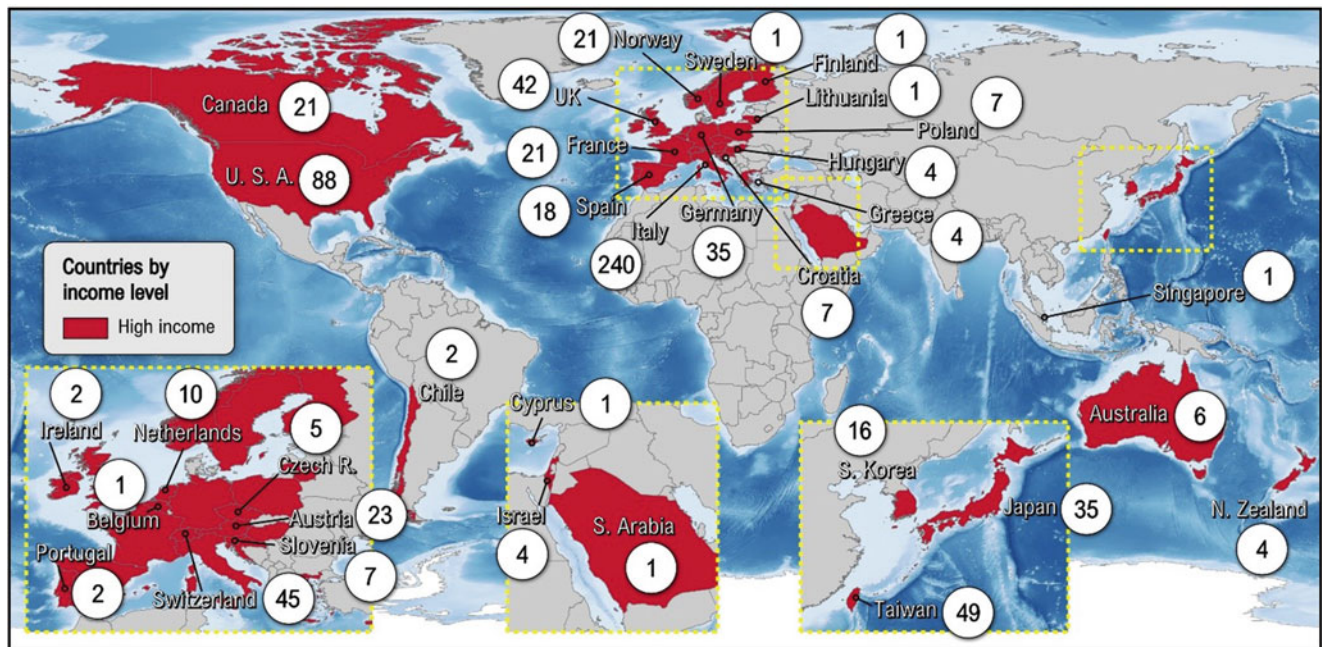 21
Norway
1
Sweden
1
Finland
42
UK
1
Lithuania
7
Poland
Canada
21
21
France
Hungary
4
U. S. A.
88
18
Spain
Italy
Germany
Greece
240
35
4
Croatia
7
Singapore
1
Countries by
income level
High income
2
Chile
2
Ireland
10
Netherlands
5
Czech R.
1
Belgium
Austria
23
Slovenia
7
Portugal
2
Switzerland
45
Cyprus
1
Israel
4
S. Arabia
1
16
S. Korea
Japan
35
Taiwan
49
Australia
6
N. Zealand
4